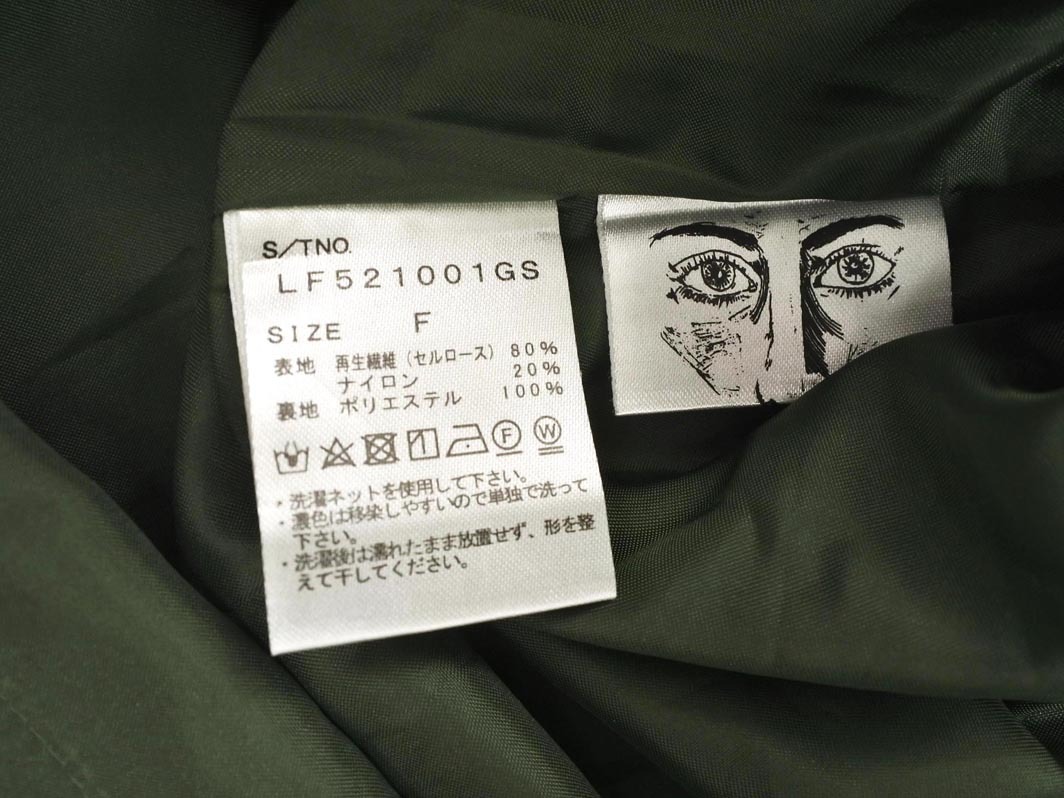 S/TNO.
LF521001GS
SIZE F
表地 再生繊維（セルロース） 80%
ナイロン 20%
裏地 ポリエステル 100%
F W
・洗濯ネットを使用して下さい。
・濃色は移染しやすいので単独で洗って
下さい。
・洗濯後は濡れたまま放置せず、形を整
えて干してください。